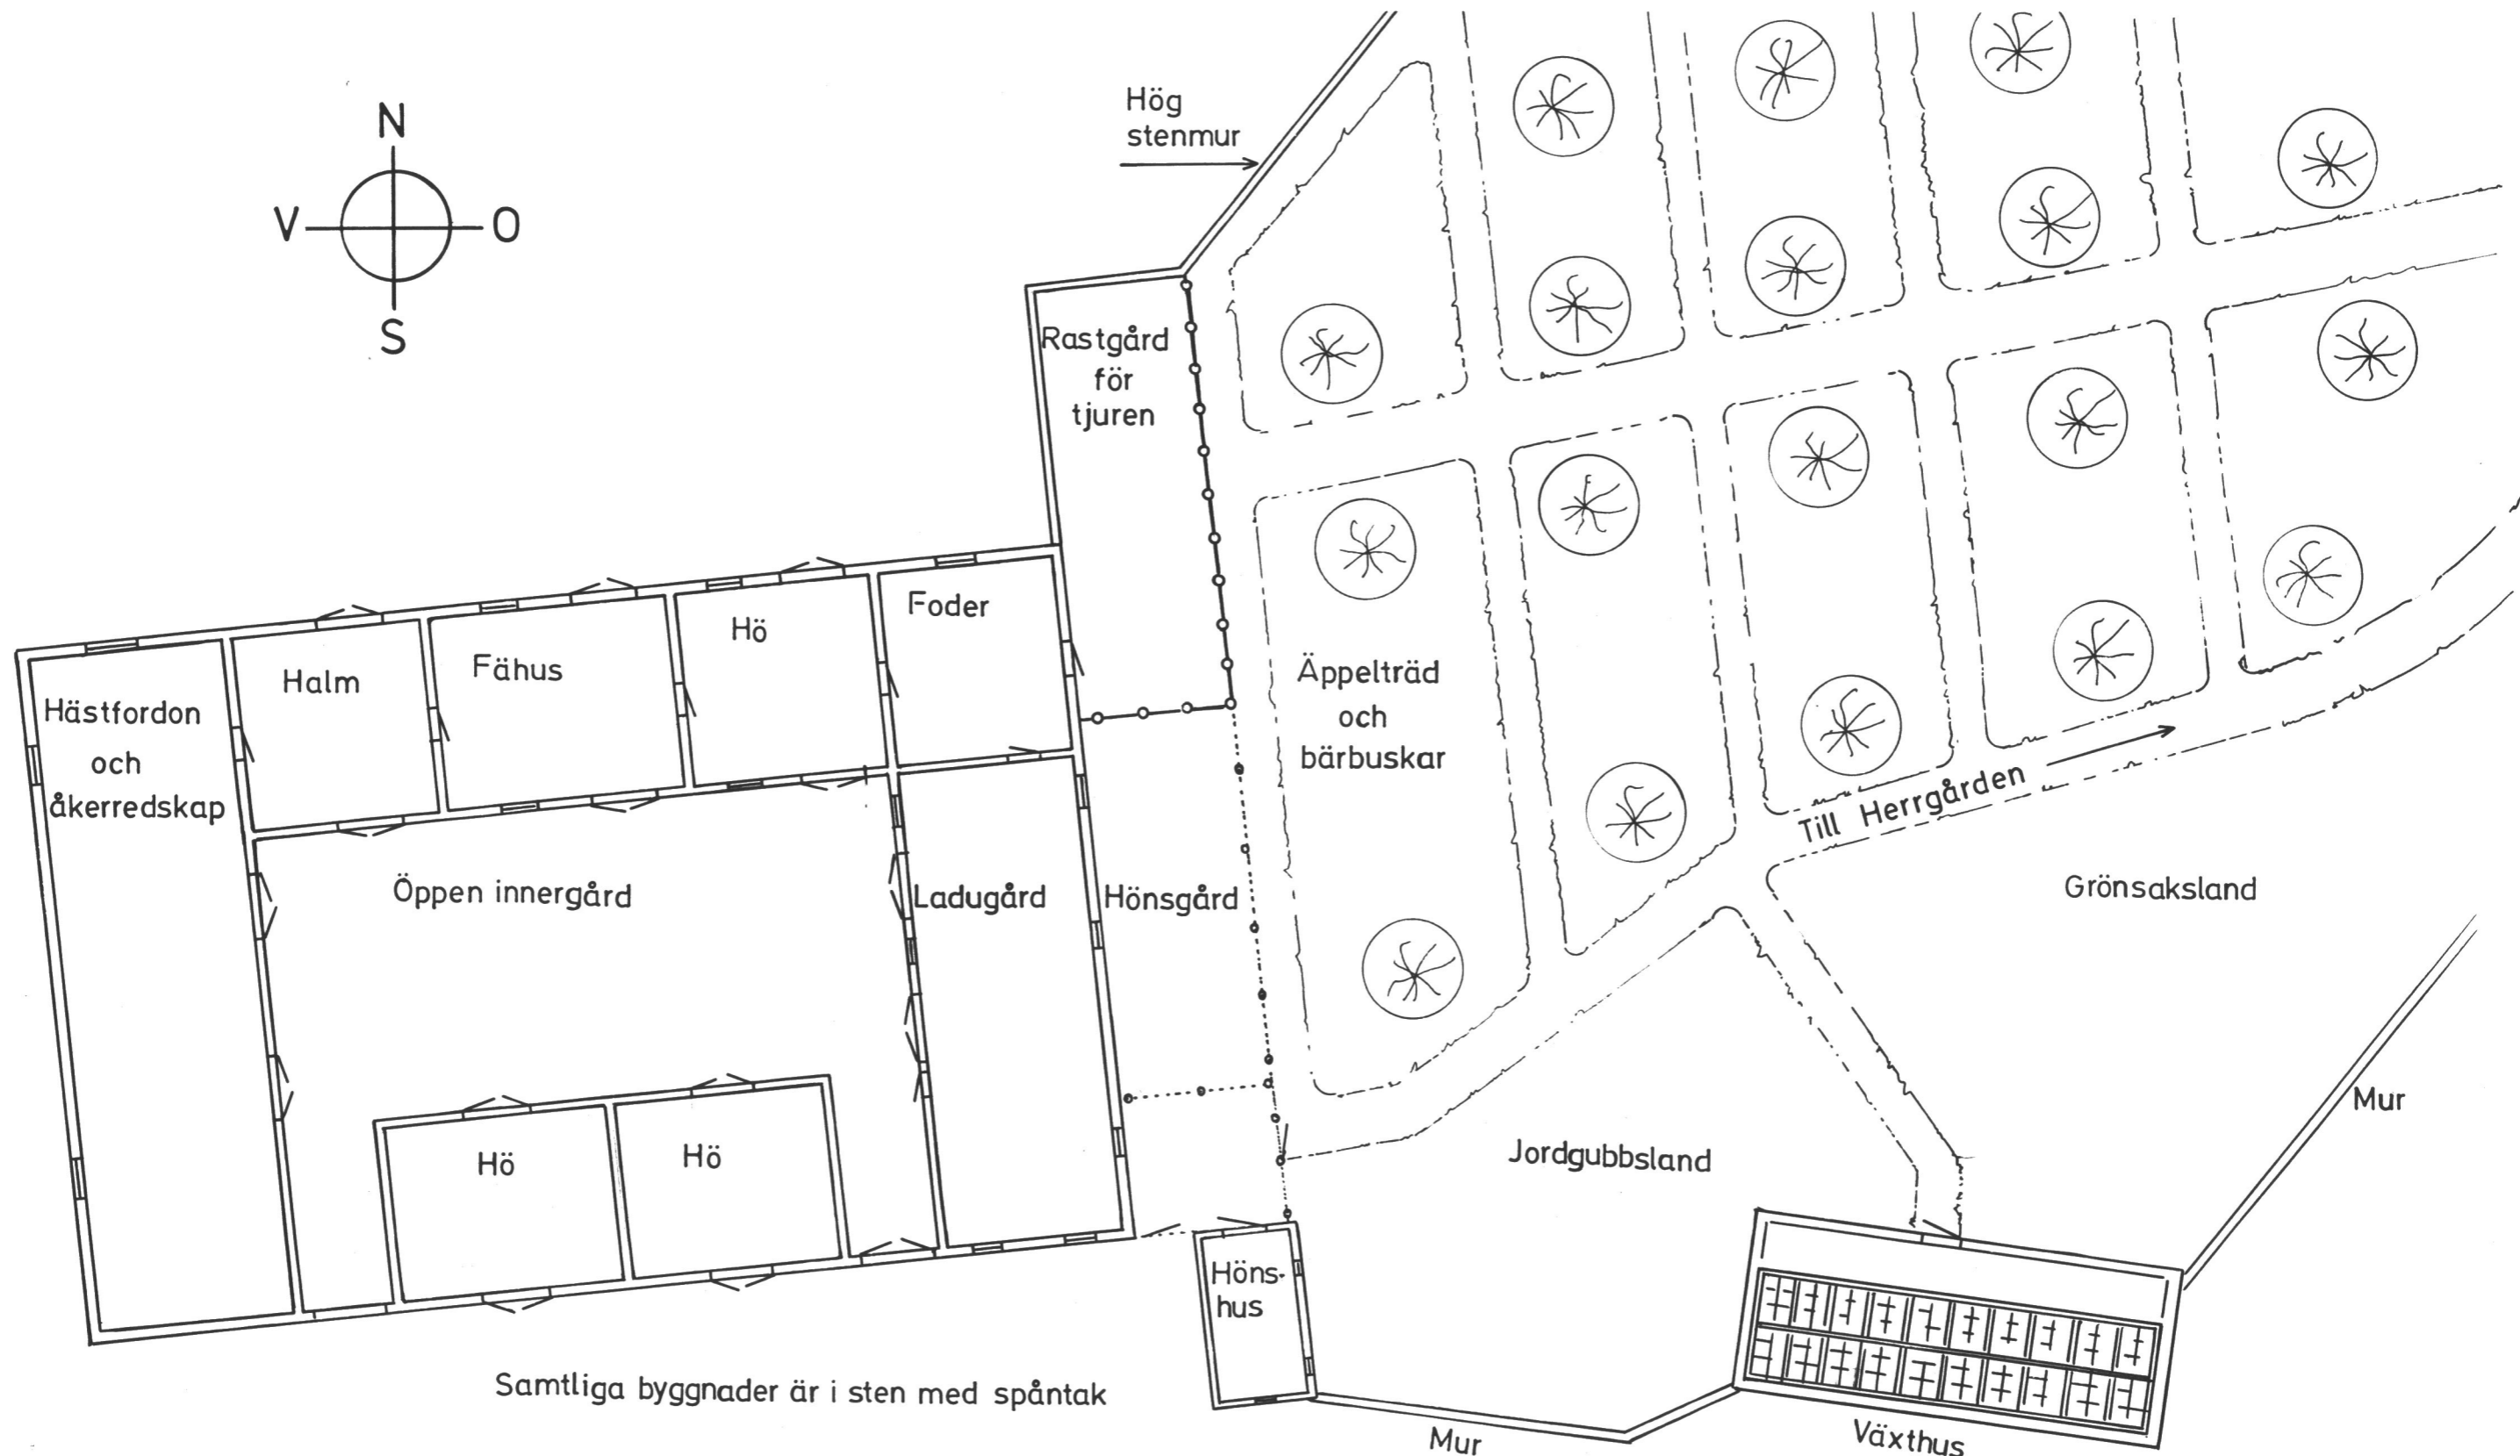 N
V
O
S
Hög
stenmur
Rastgård
för
tjuren
Foder
Hö
Fähus
Halm
Hästfordon
och
åkerredskap
Äppelträd
och
bärbuskar
Till Herrgården
Öppen innergård
Ladugård
Hönsgård
Grönsaksland
Hö
Hö
Jordgubbsland
Mur
Höns-
hus
Samtliga byggnader är i sten med spåntak
Mur
Växthus